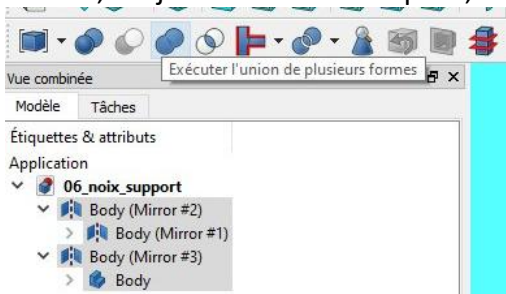 Exécuter l'union de plusieurs formes
Vue combinée
Modèle Tâches
Étiquettes & attributs
Application
06_noix_support
Body (Mirror #2)
Body (Mirror #1)
Body (Mirror #3)
Body